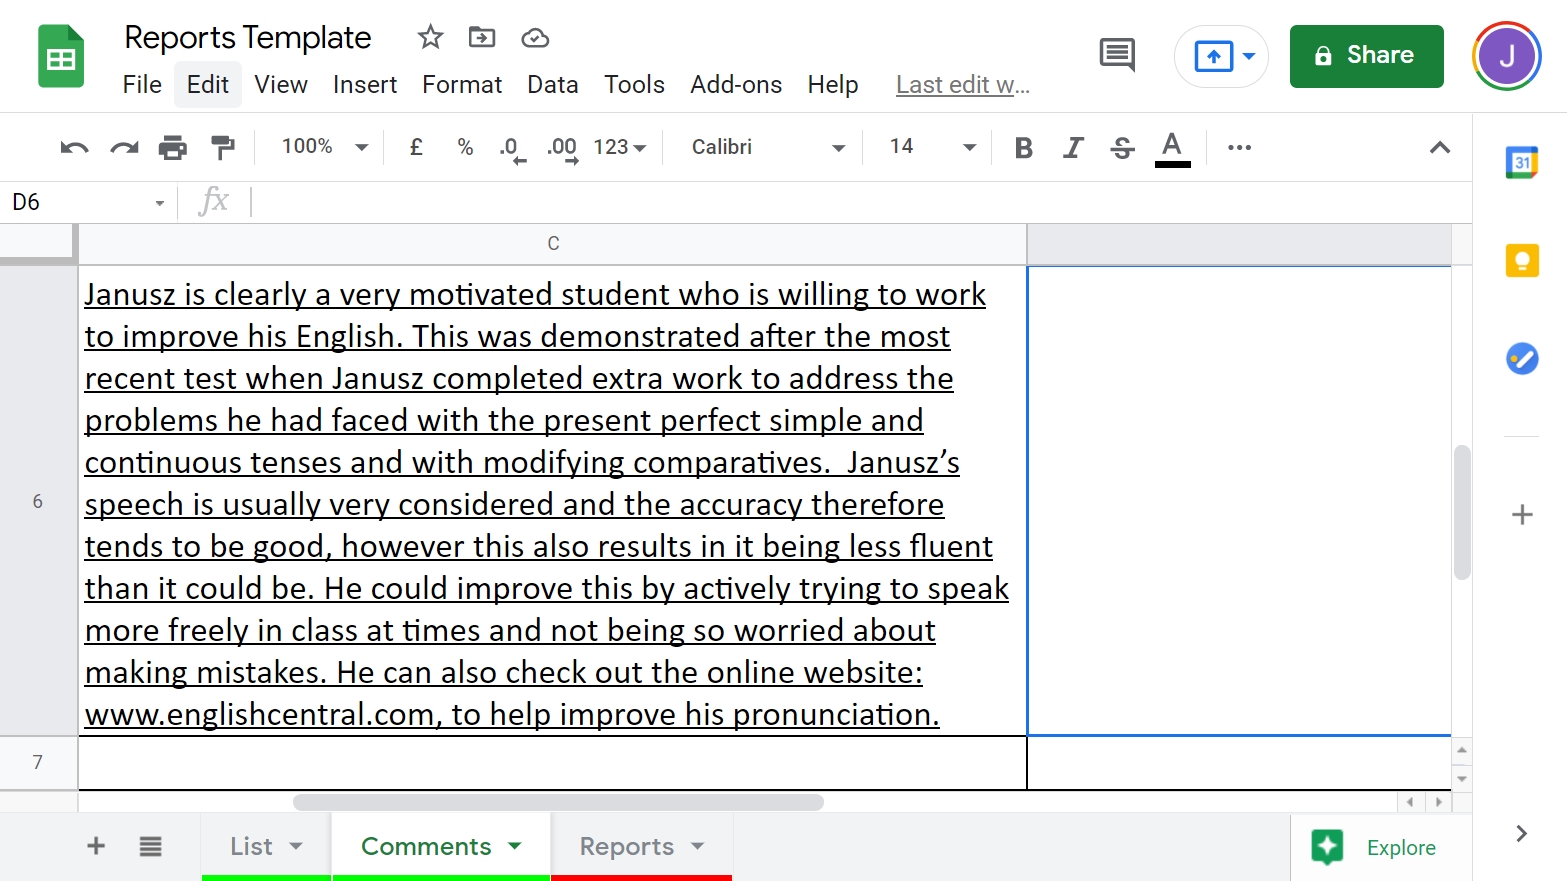 Reports Template
File Edit View Insert Format Data Tools Add-ons Help Last edit w...
Share
J
100% £ % .0 .00 123 Calibri 14 B I S A
31
D6 fx
C
6
Janusz is clearly a very motivated student who is willing to work
to improve his English. This was demonstrated after the most
recent test when Janusz completed extra work to address the
problems he had faced with the present perfect simple and
continuous tenses and with modifying comparatives.  Janusz’s
speech is usually very considered and the accuracy therefore
tends to be good, however this also results in it being less fluent
than it could be. He could improve this by actively trying to speak
more freely in class at times and not being so worried about
making mistakes. He can also check out the online website:
www.englishcentral.com, to help improve his pronunciation.
7
List Comments Reports
Explore